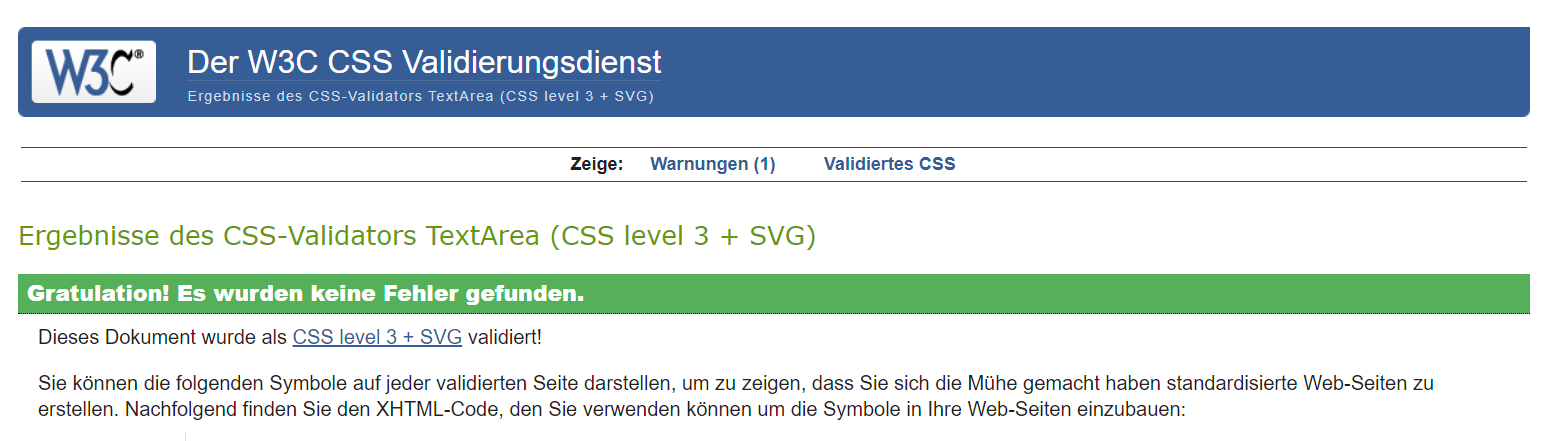 W3C®
Der W3C CSS Validierungsdienst
Ergebnisse des CSS-Validators TextArea (CSS level 3 + SVG)
Zeige: Warnungen (1) Validiertes CSS
Ergebnisse des CSS-Validators TextArea (CSS level 3 + SVG)
Gratulation! Es wurden keine Fehler gefunden.
Dieses Dokument wurde als CSS level 3 + SVG validiert!
Sie können die folgenden Symbole auf jeder validierten Seite darstellen, um zu zeigen, dass Sie sich die Mühe gemacht haben standardisierte Web-Seiten zu
erstellen. Nachfolgend finden Sie den XHTML-Code, den Sie verwenden können um die Symbole in Ihre Web-Seiten einzubauen: